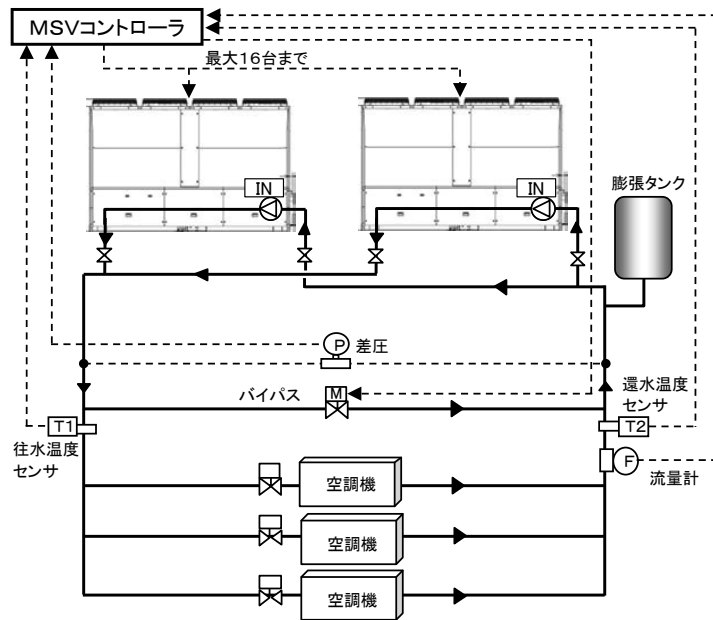 MSVコントローラ
最大16台まで
IN
IN
膨張タンク
P
差圧
バイパス
M
還水温度
センサ
T1
T2
往水温度
センサ
F
流量計
空調機
空調機
空調機